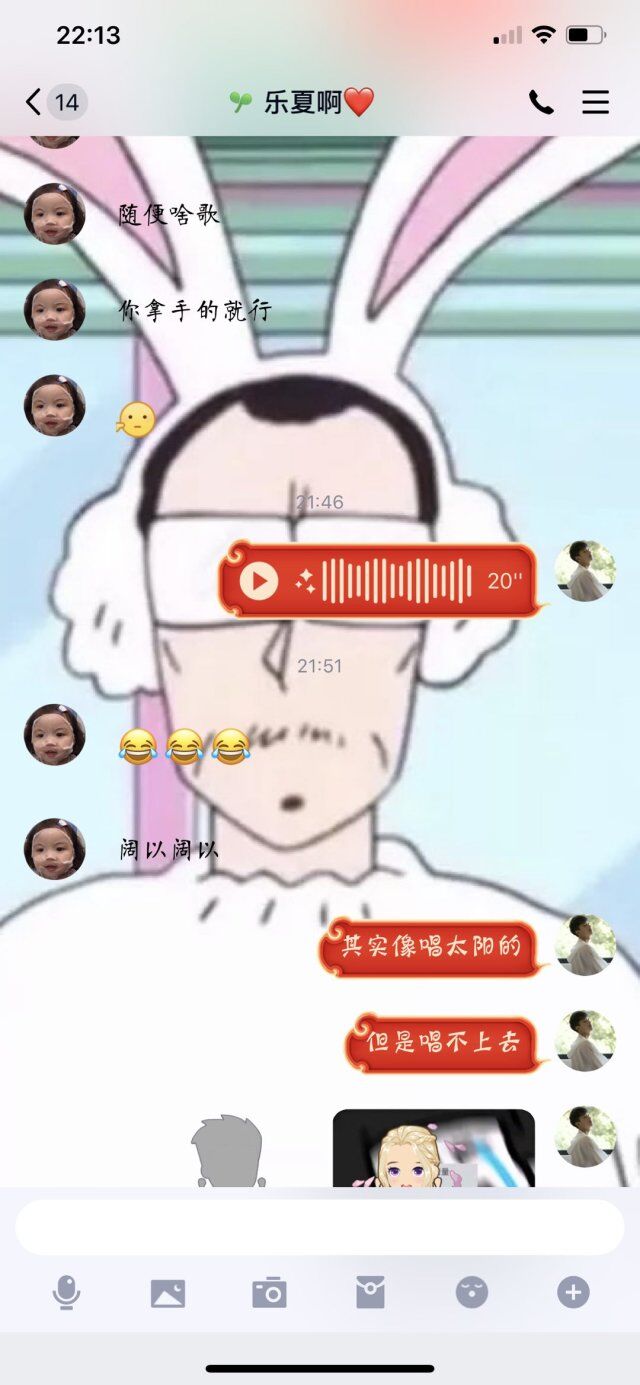 22:13
14
乐夏啊❤️
随便啥歌
你拿手的就行
🫡
21:46
20''
21:51
😂😂😂
阔以阔以
其实像唱太阳的
但是唱不上去